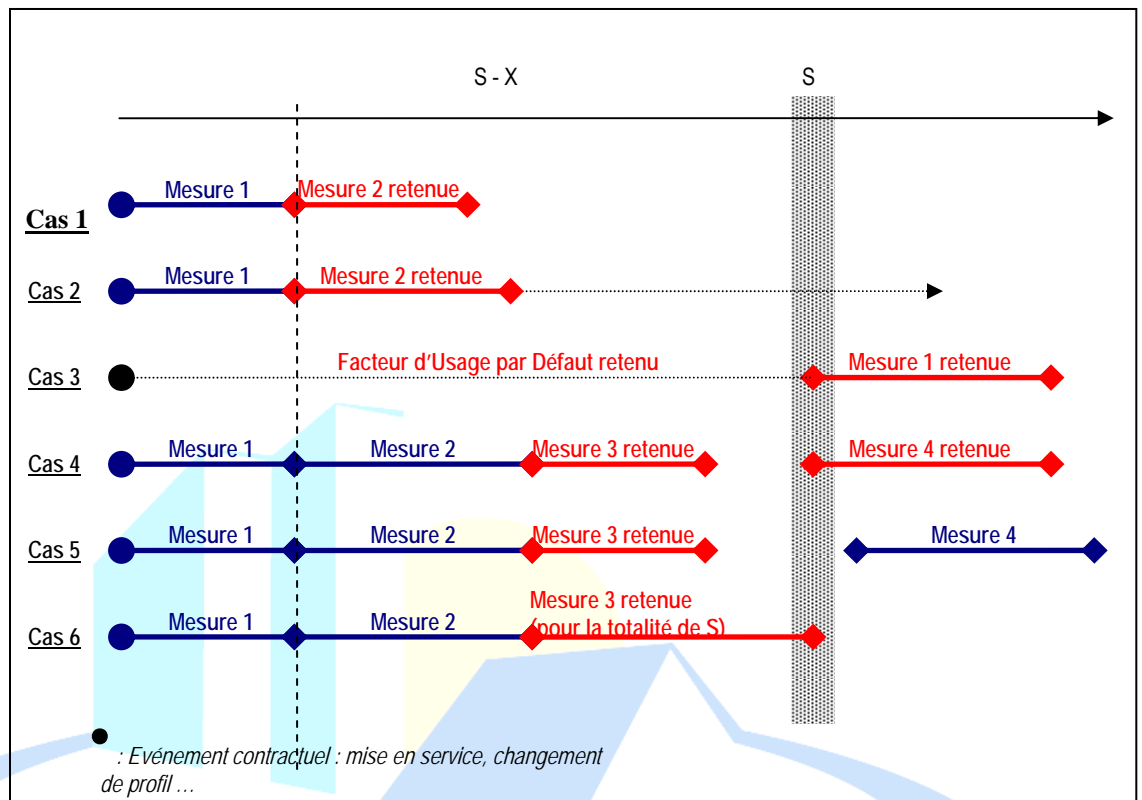 S - X S
Mesure 1 Mesure 2 retenue
Cas 1
Mesure 1 Mesure 2 retenue
Cas 2
Facteur d'Usage par Défaut retenu Mesure 1 retenue
Cas 3
Mesure 1 Mesure 2 Mesure 3 retenue Mesure 4 retenue
Cas 4
Mesure 1 Mesure 2 Mesure 3 retenue Mesure 4
Cas 5
Mesure 3 retenue
Mesure 1 Mesure 2 (pour la totalité de S)
Cas 6
: Evénement contractuel : mise en service, changement
de profil ...